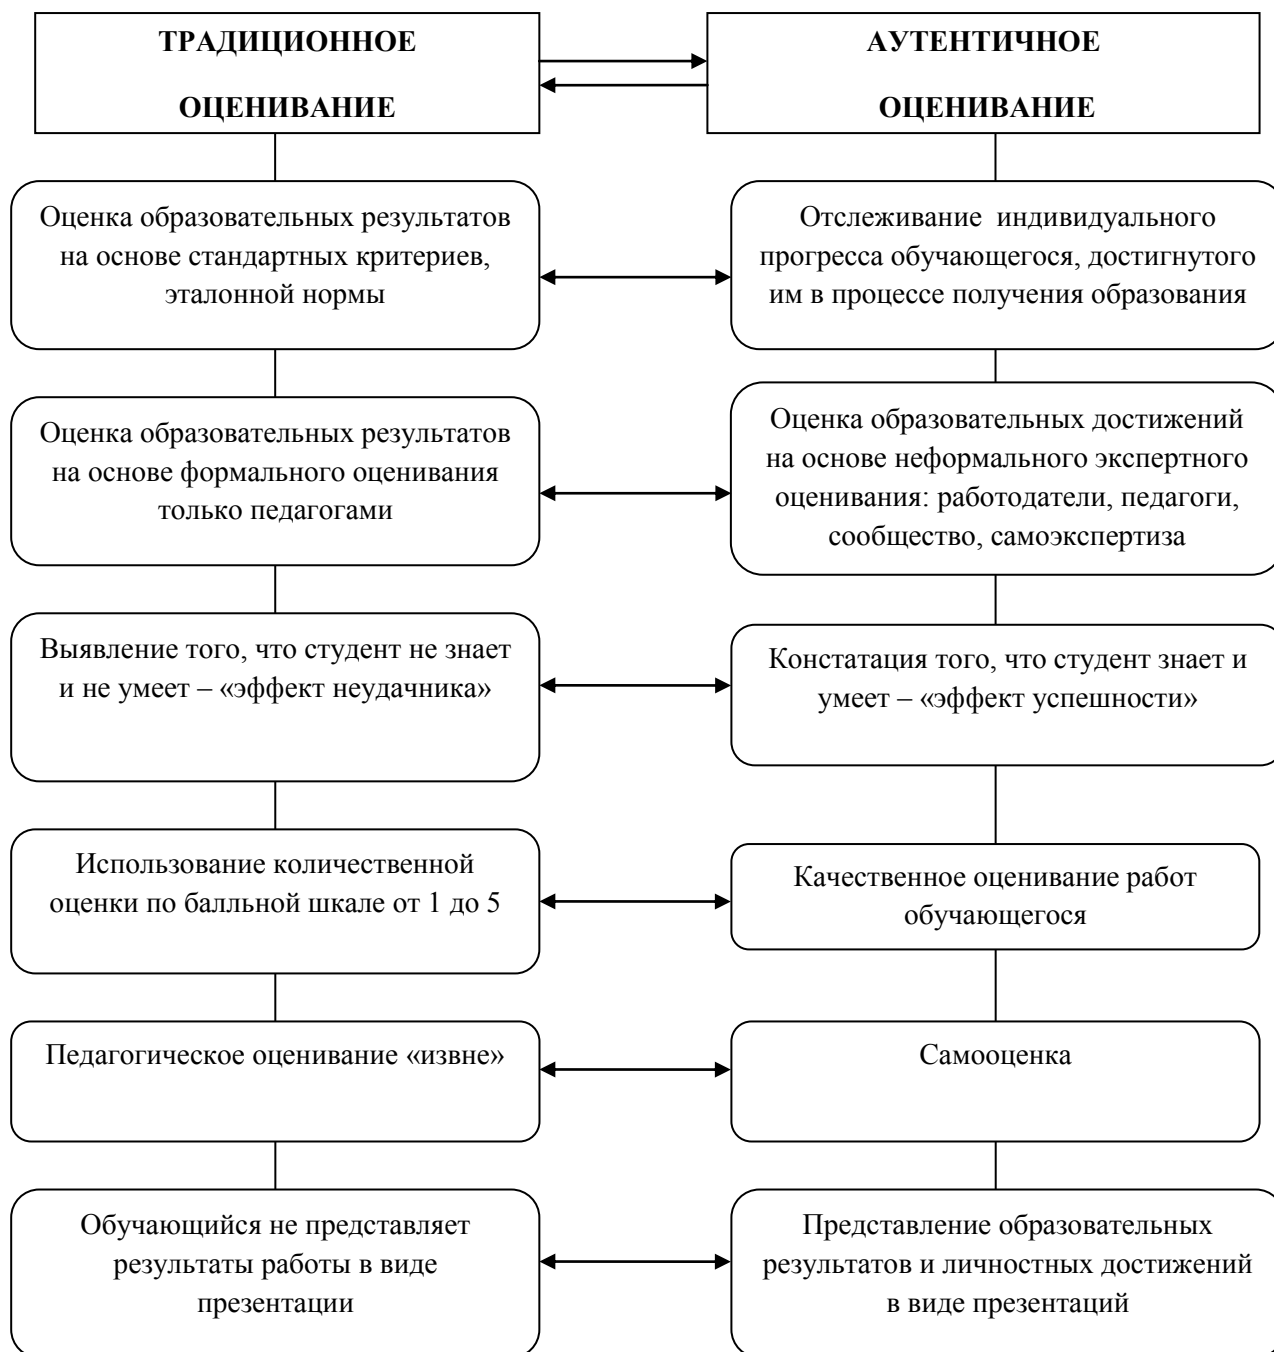 ТРАДИЦИОННОЕ
ОЦЕНИВАНИЕ
АУТЕНТИЧНОЕ
ОЦЕНИВАНИЕ
Оценка образовательных результатов
на основе стандартных критериев,
эталонной нормы
Отслеживание индивидуального
прогресса обучающегося, достигнутого
им в процессе получения образования
Оценка образовательных результатов
на основе формального оценивания
только педагогами
Оценка образовательных достижений
на основе неформального экспертного
оценивания: работодатели, педагоги,
сообщество, самоэкспертиза
Выявление того, что студент не знает
и не умеет – «эффект неудачника»
Констатация того, что студент знает и
умеет – «эффект успешности»
Использование количественной
оценки по балльной шкале от 1 до 5
Качественное оценивание работ
обучающегося
Педагогическое оценивание «извне»
Самооценка
Обучающийся не представляет
результаты работы в виде
презентации
Представление образовательных
результатов и личностных достижений
в виде презентаций